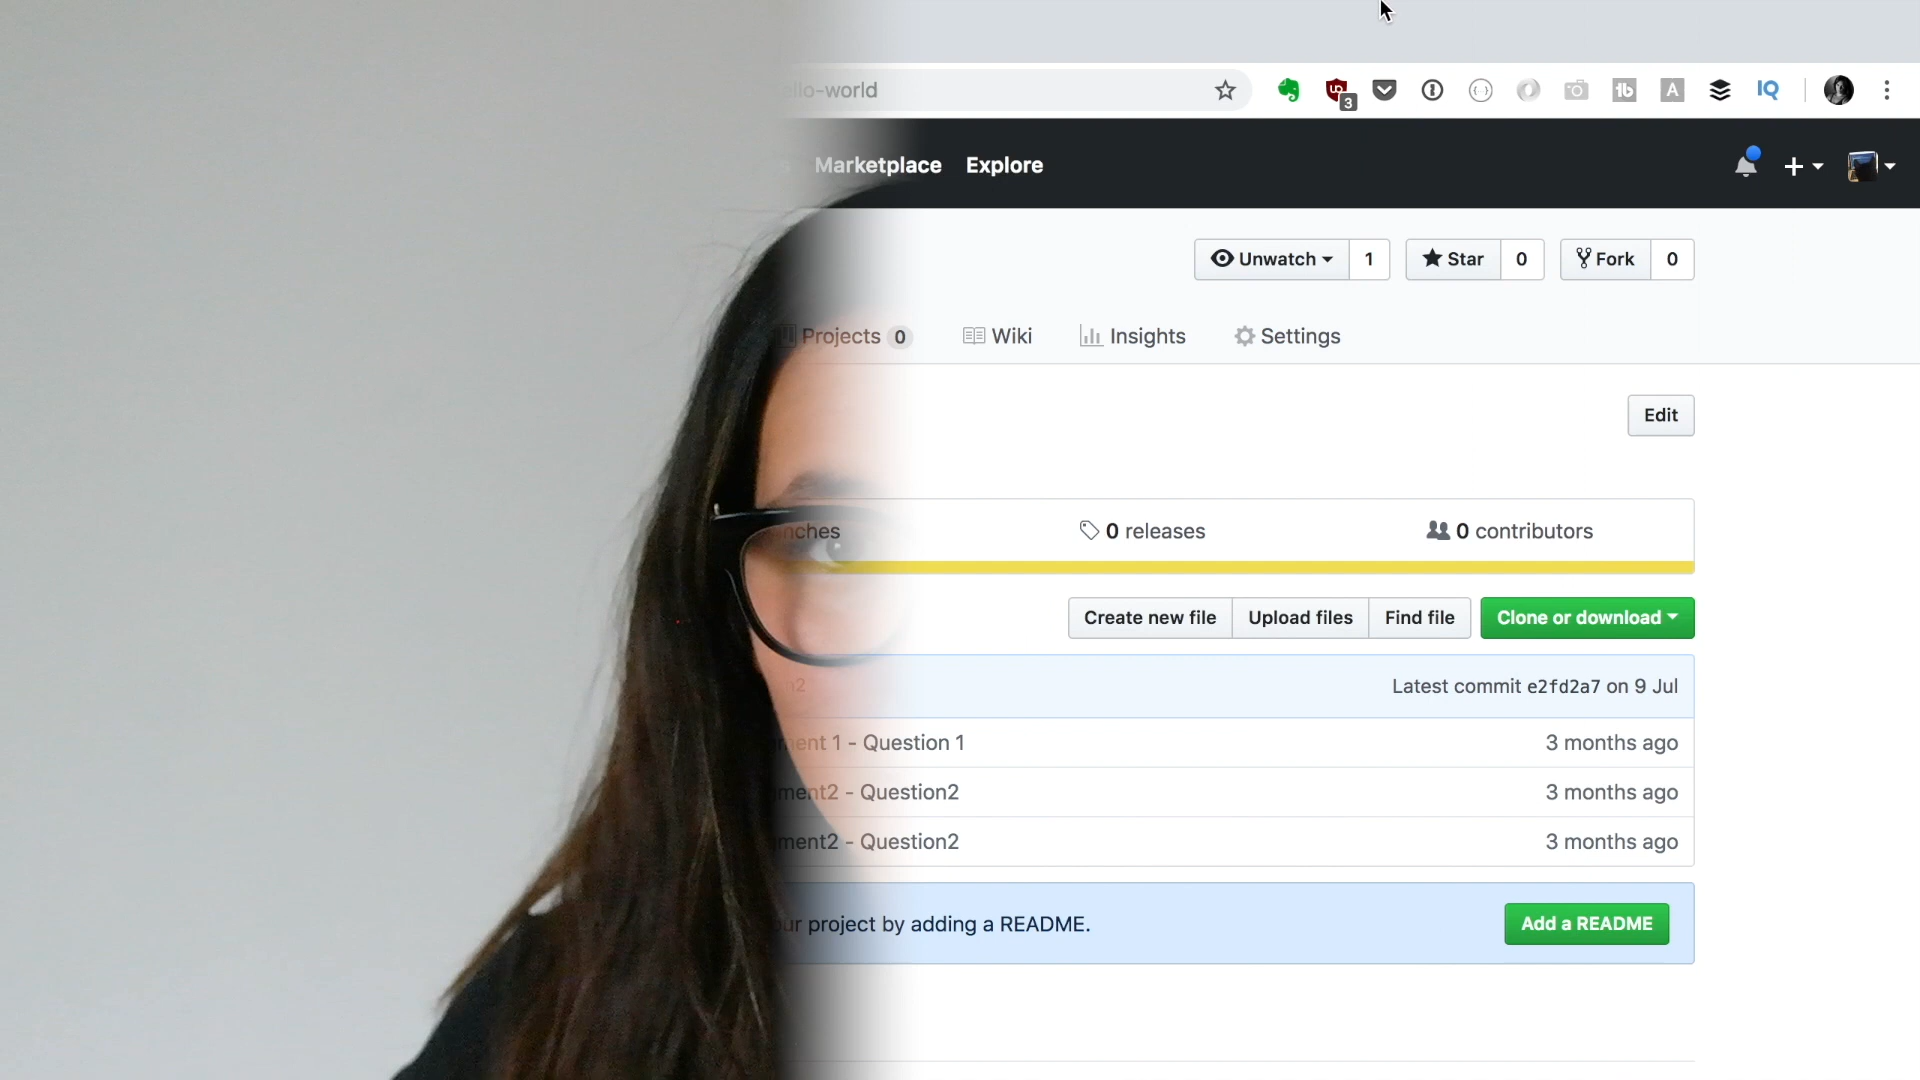 ello-world
3
IQ
Marketplace Explore
Unwatch 1 Star 0 Fork 0
Projects 0 Wiki Insights Settings
Edit
nches 0 releases 0 contributors
Create new file Upload files Find file Clone or download
n2 Latest commit e2fd2a7 on 9 Jul
ment 1 - Question 1 3 months ago
ment2 - Question2 3 months ago
ment2 - Question2 3 months ago
ur project by adding a README. Add a README